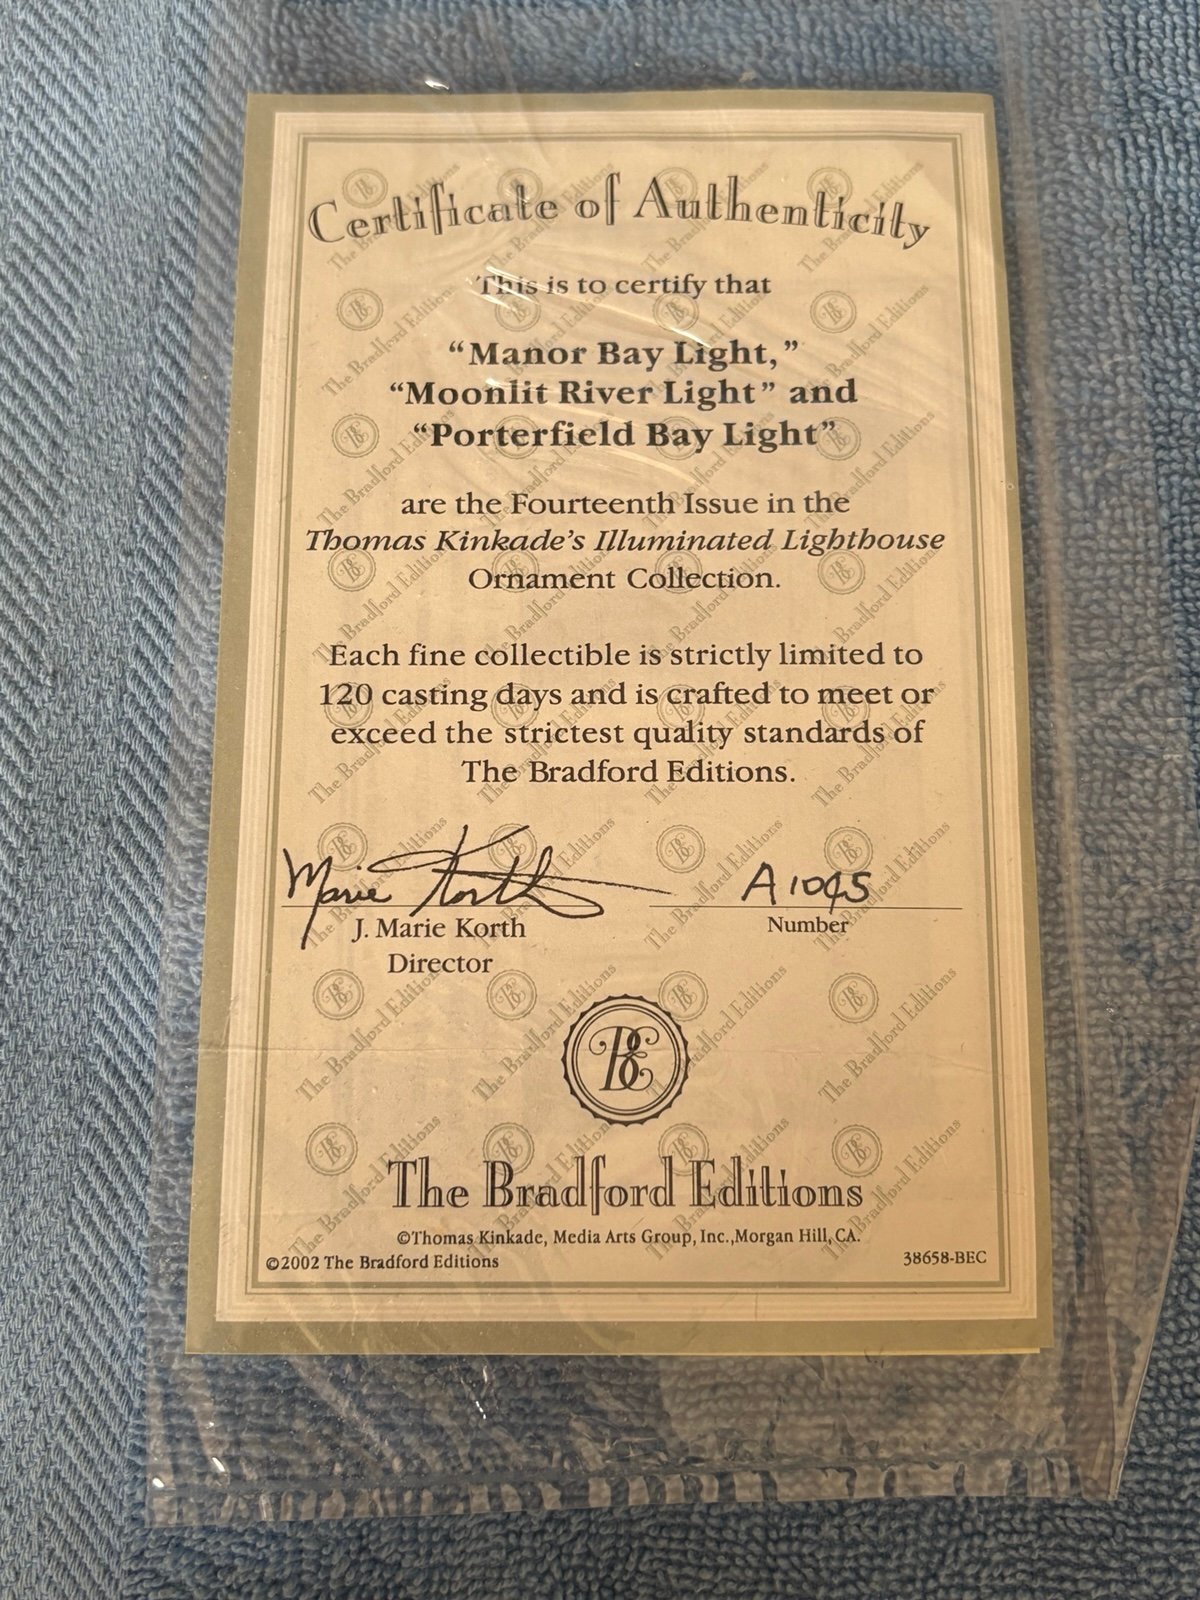 Certificate of Authenticity
This is to certify that
“Manor Bay Light,”
“Moonlit River Light” and
“Porterfield Bay Light”
are the Fourteenth Issue in the
Thomas Kinkade’s Illuminated Lighthouse
Ornament Collection.
Each fine collectible is strictly limited to
120 casting days and is crafted to meet or
exceed the strictest quality standards of
The Bradford Editions.
Marie Korth
J. Marie Korth
Director
Number
BE
The Bradford Editions
©Thomas Kinkade, Media Arts Group, Inc.,Morgan Hill, CA.
©2002 The Bradford Editions 38658-BEC